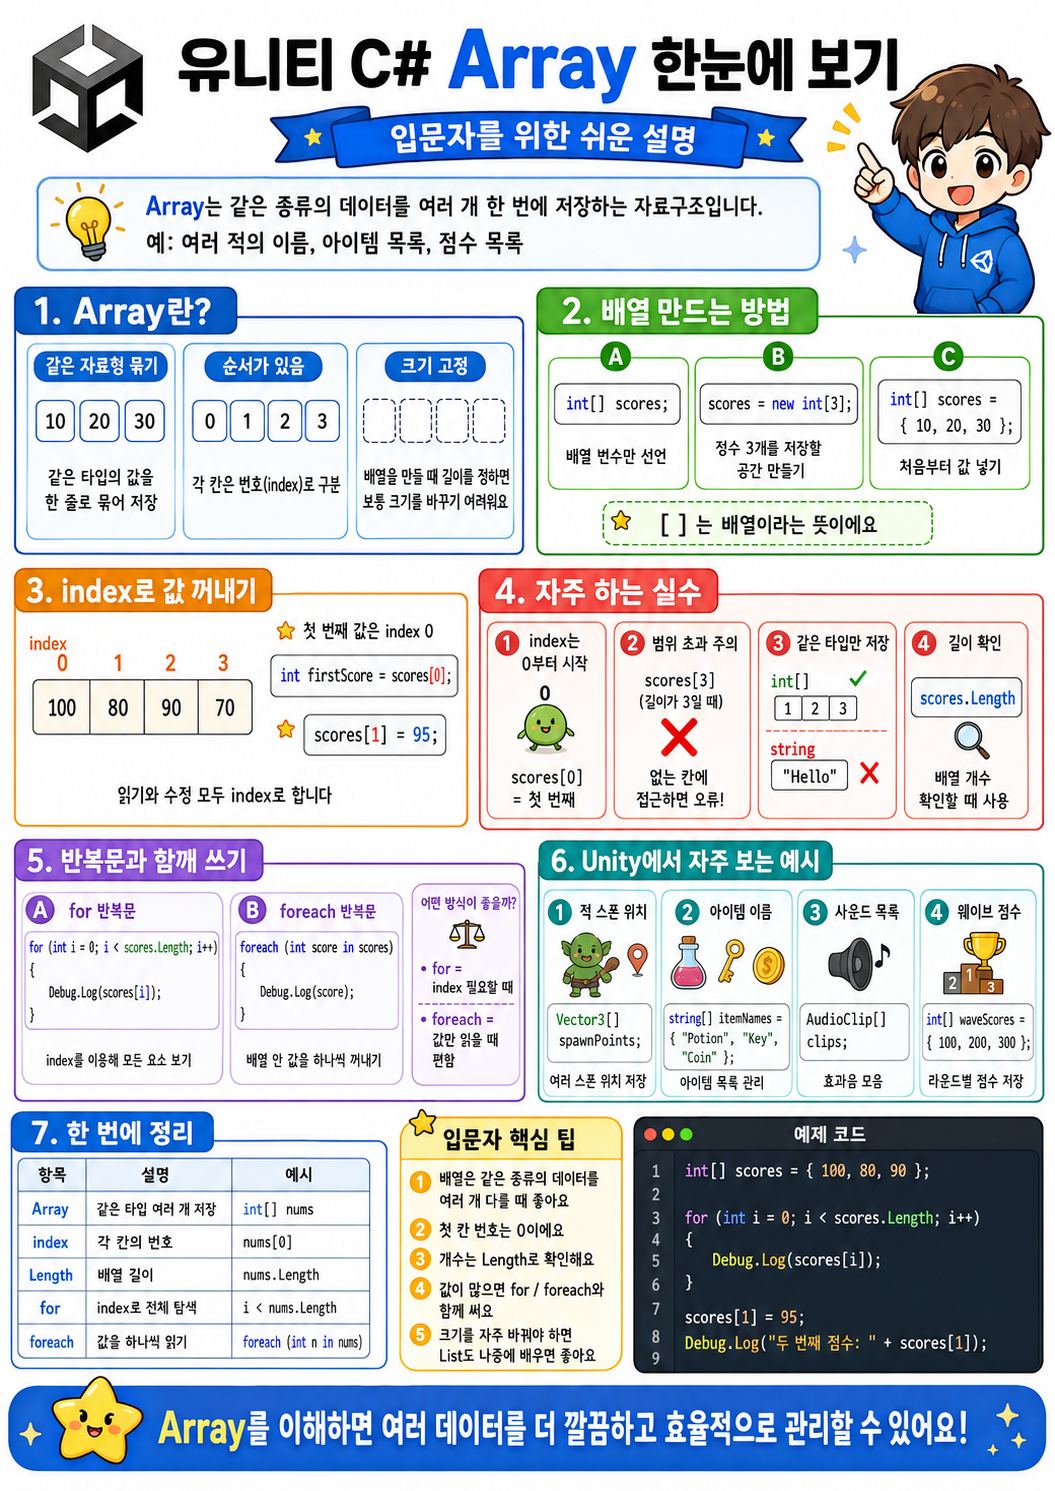 유니티 C# Array 한눈에 보기
입문자를 위한 쉬운 설명
Array는 같은 종류의 데이터를 여러 개 한 번에 저장하는 자료구조입니다.
예: 여러 적의 이름, 아이템 목록, 점수 목록
1. Array란?
같은 자료형 묶기
10 20 30
같은 타입의 값을
한 줄로 묶어 저장
순서가 있음
0 1 2 3
각 칸은 번호(index)로 구분
크기 고정
배열을 만들 때 길이를 정하면
보통 크기를 바꾸기 어려워요
2. 배열 만드는 방법
A
int[] scores;
배열 변수만 선언
B
scores = new int[3];
정수 3개를 저장할
공간 만들기
C
int[] scores =
{ 10, 20, 30 };
처음부터 값 넣기
[ ] 는 배열이라는 뜻이에요
3. index로 값 꺼내기
index
0 1 2 3
100 80 90 70
첫 번째 값은 index 0
int firstScore = scores[0];
scores[1] = 95;
읽기와 수정 모두 index로 합니다
4. 자주 하는 실수
1 index는
0부터 시작
0
scores[0]
= 첫 번째
2 범위 초과 주의
scores[3]
(길이가 3일 때)
없는 칸에
접근하면 오류!
3 같은 타입만 저장
int[]
1 2 3
string
"Hello"
4 길이 확인
scores.Length
배열 개수
확인할 때 사용
5. 반복문과 함께 쓰기
A for 반복문
for (int i = 0; i < scores.Length; i++)
{
Debug.Log(scores[i]);
}
index를 이용해 모든 요소 보기
B foreach 반복문
foreach (int score in scores)
{
Debug.Log(score);
}
배열 안 값을 하나씩 꺼내기
어떤 방식이 좋을까?
• for =
index 필요할 때
• foreach =
값만 읽을 때
편함
6. Unity에서 자주 보는 예시
1 적 스폰 위치
Vector3[]
spawnPoints;
여러 스폰 위치 저장
2 아이템 이름
string[] itemNames =
{ "Potion", "Key",
"Coin" };
아이템 목록 관리
3 사운드 목록
AudioClip[]
clips;
효과음 모음
4 웨이브 점수
2 1 3
int[] waveScores =
{ 100, 200, 300 };
라운드별 점수 저장
7. 한 번에 정리
항목 설명 예시
Array 같은 타입 여러 개 저장 int[] nums
index 각 칸의 번호 nums[0]
Length 배열 길이 nums.Length
for index로 전체 탐색 i < nums.Length
foreach 값을 하나씩 읽기 foreach (int n in nums)
입문자 핵심 팁
1 배열은 같은 종류의 데이터를
여러 개 다룰 때 좋아요
2 첫 칸 번호는 0이에요
3 개수는 Length로 확인해요
4 값이 많으면 for / foreach와
함께 써요
5 크기를 자주 바꿔야 하면
List도 나중에 배우면 좋아요
예제 코드
1 int[] scores = { 100, 80, 90 };
2
3 for (int i = 0; i < scores.Length; i++)
4 {
5 Debug.Log(scores[i]);
6 }
7 scores[1] = 95;
8 Debug.Log("두 번째 점수: " + scores[1]);
9
Array를 이해하면 여러 데이터를 더 깔끔하고 효율적으로 관리할 수 있어요!